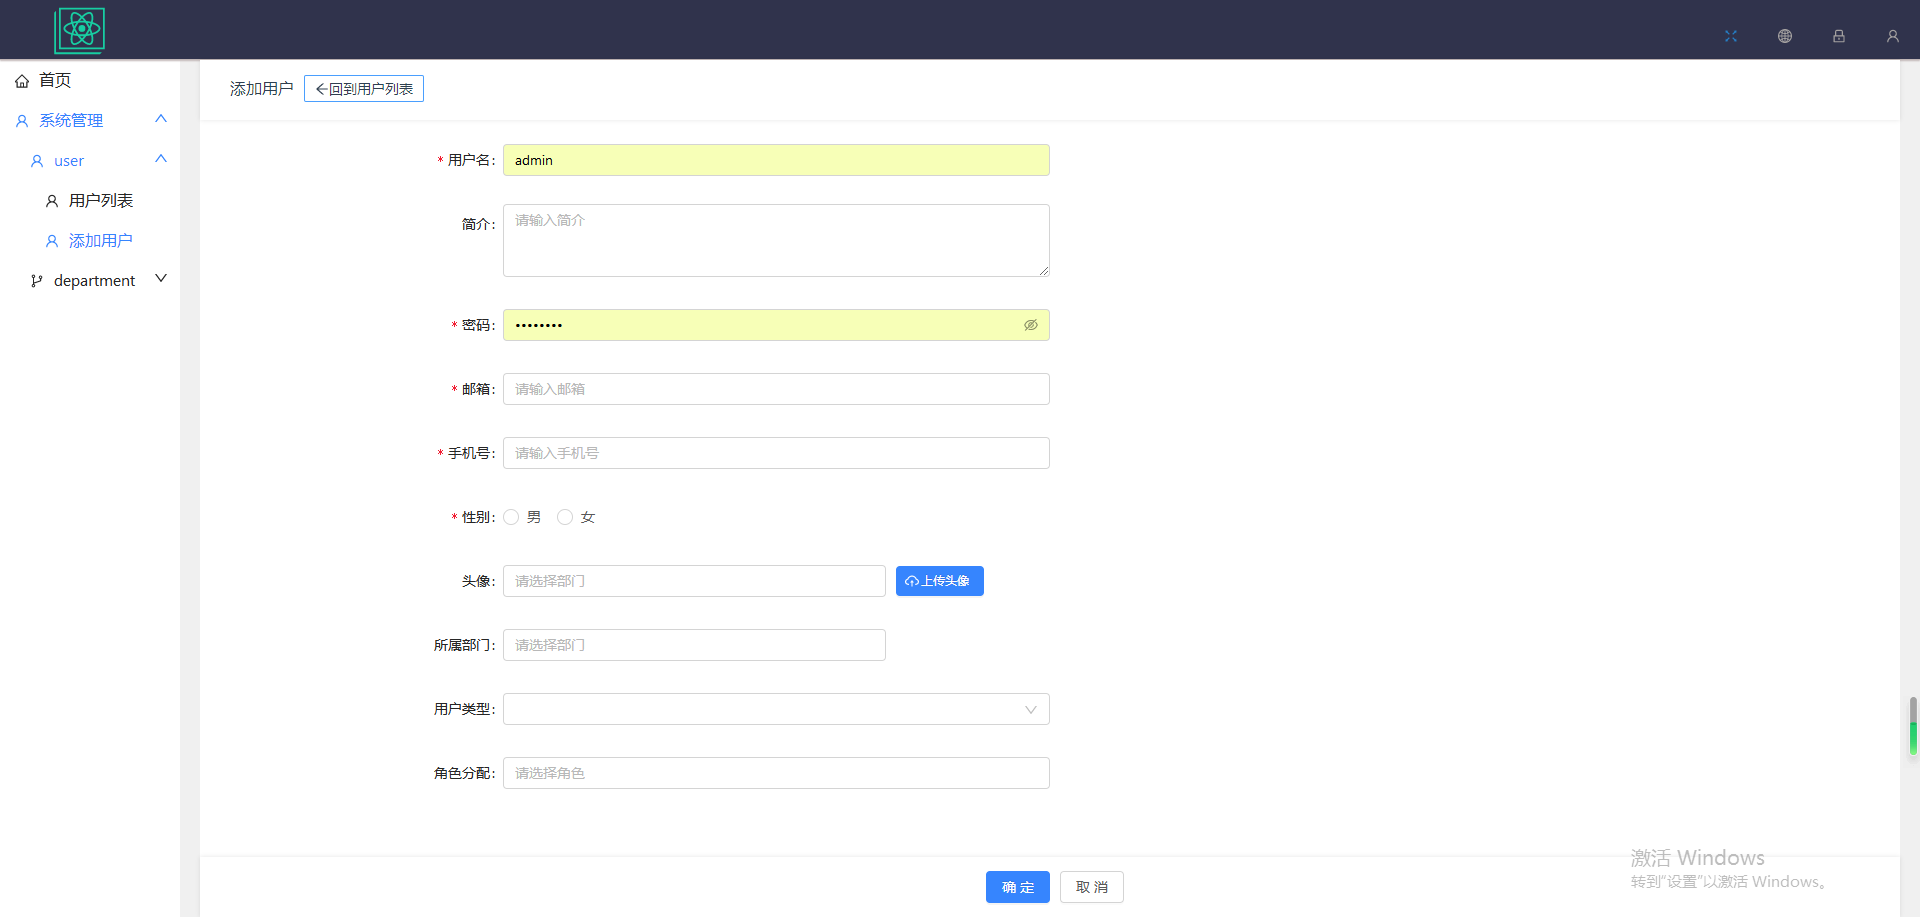 首页
系统管理
user
用户列表
添加用户
department
添加用户 回到用户列表
* 用户名: admin
简介: 请输入简介
* 密码: ••••••••
* 邮箱: 请输入邮箱
* 手机号: 请输入手机号
* 性别: 男 女
头像: 请选择部门 上传头像
所属部门: 请选择部门
用户类型:
角色分配: 请选择角色
确 定 取 消
激活 Windows
转到"设置"以激活 Windows。